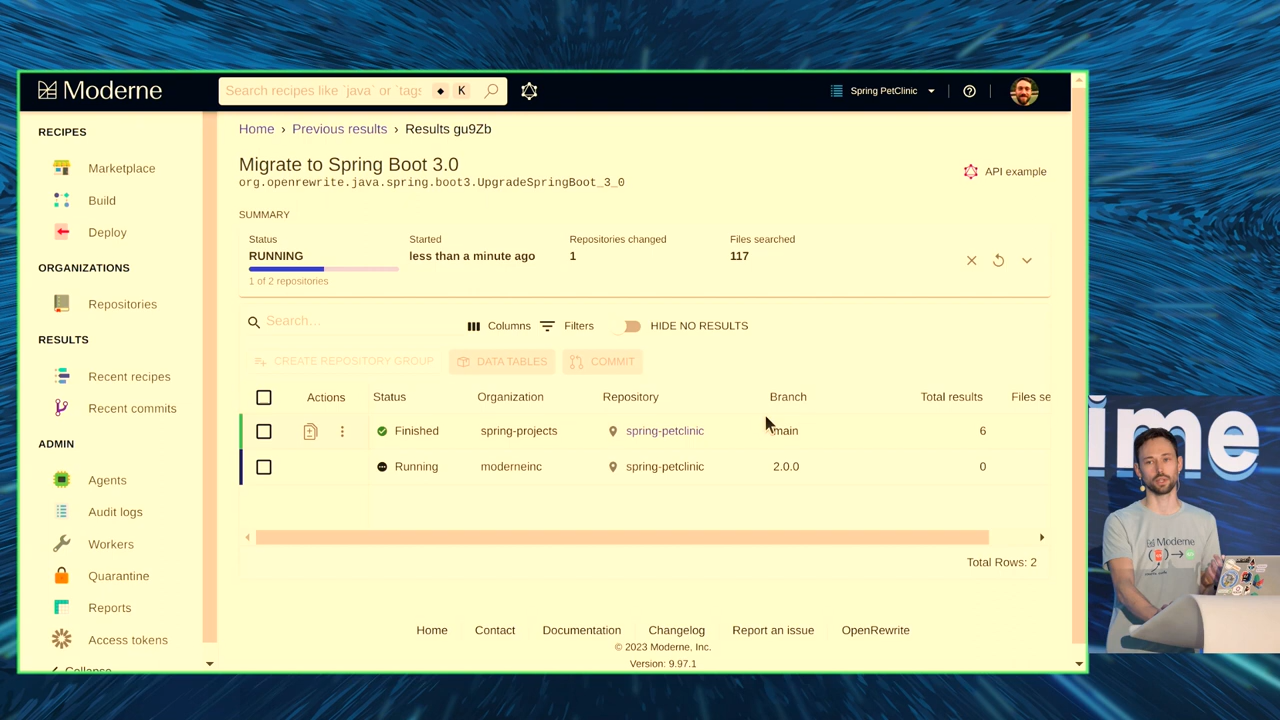 Moderne
Search recipes like `java` or `tags
K
Spring PetClinic
RECIPES
Marketplace
Build
Deploy
ORGANIZATIONS
Repositories
RESULTS
Recent recipes
Recent commits
ADMIN
Agents
Audit logs
Workers
Quarantine
Reports
Access tokens
Collapse
Home › Previous results › Results gu9Zb
Migrate to Spring Boot 3.0
org.openrewrite.java.spring.boot3.UpgradeSpringBoot_3_0
API example
SUMMARY
Status Started Repositories changed Files searched
RUNNING less than a minute ago 1 117
1 of 2 repositories
Search...
Columns Filters HIDE NO RESULTS
CREATE REPOSITORY GROUP DATA TABLES COMMIT
Actions Status Organization Repository Branch Total results Files se
Finished spring-projects spring-petclinic main 6
Running moderneinc spring-petclinic 2.0.0 0
Total Rows: 2
Home Contact Documentation Changelog Report an issue OpenRewrite
© 2023 Moderne, Inc.
Version: 9.97.1
ime
Moderne